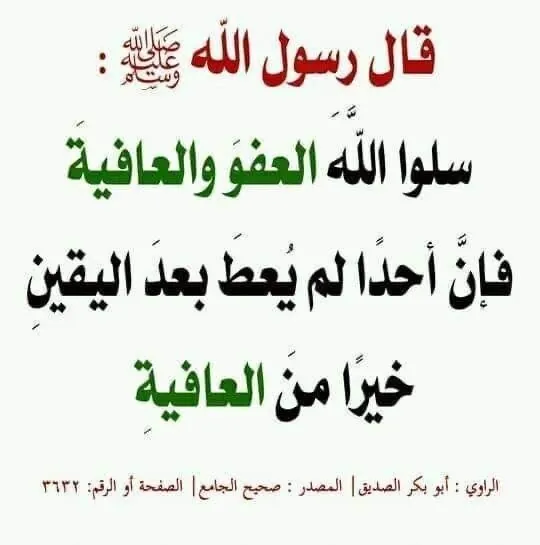 قال رسول الله ﷺ :
سلوا اللَّهَ العفوَ والعافيةَ
فإنَّ أحدًا لم يُعطَ بعدَ اليقينِ
خيرًا منَ العافيةِ
الراوي : أبو بكر الصديق| المصدر : صحيح الجامع| الصفحة أو الرقم: ٣٦٣٢